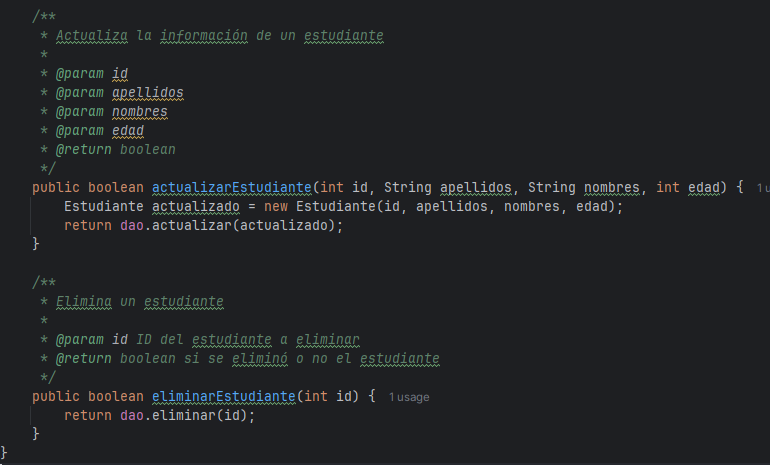 /**
 * Actualiza la información de un estudiante
 *
 * @param id
 * @param apellidos
 * @param nombres
 * @param edad
 * @return boolean
 */
public boolean actualizarEstudiante(int id, String apellidos, String nombres, int edad) { 1 u
    Estudiante actualizado = new Estudiante(id, apellidos, nombres, edad);
    return dao.actualizar(actualizado);
}
/**
 * Elimina un estudiante
 *
 * @param id ID del estudiante a eliminar
 * @return boolean si se eliminó o no el estudiante
 */
public boolean eliminarEstudiante(int id) { 1 usage
    return dao.eliminar(id);
}
}